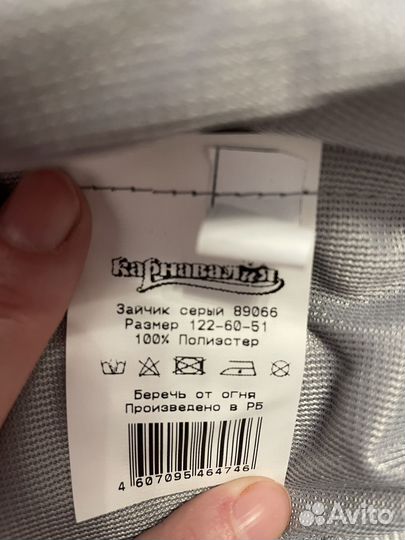 Карнавалия
Зайчик серый 89066
Размер 122-60-51
100% Полиэстер
Беречь от огня
Произведено в РБ
4 607095 464746
Avito